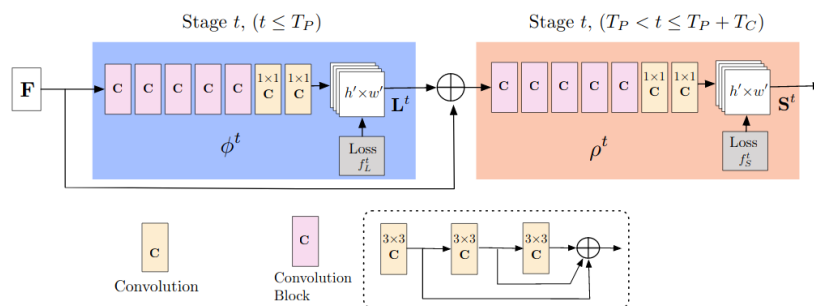 Stage t, (t ≤ T_P)
Stage t, (T_P < t ≤ T_P + T_C)
F
C C C C C 1×1 C 1×1 C
h′×w′
L^t
Loss
f_L^t
ϕ^t
C C C C C 1×1 C 1×1 C
h′×w′
S^t
Loss
f_S^t
ρ^t
C
Convolution
C
Convolution
Block
3×3 C 3×3 C 3×3 C